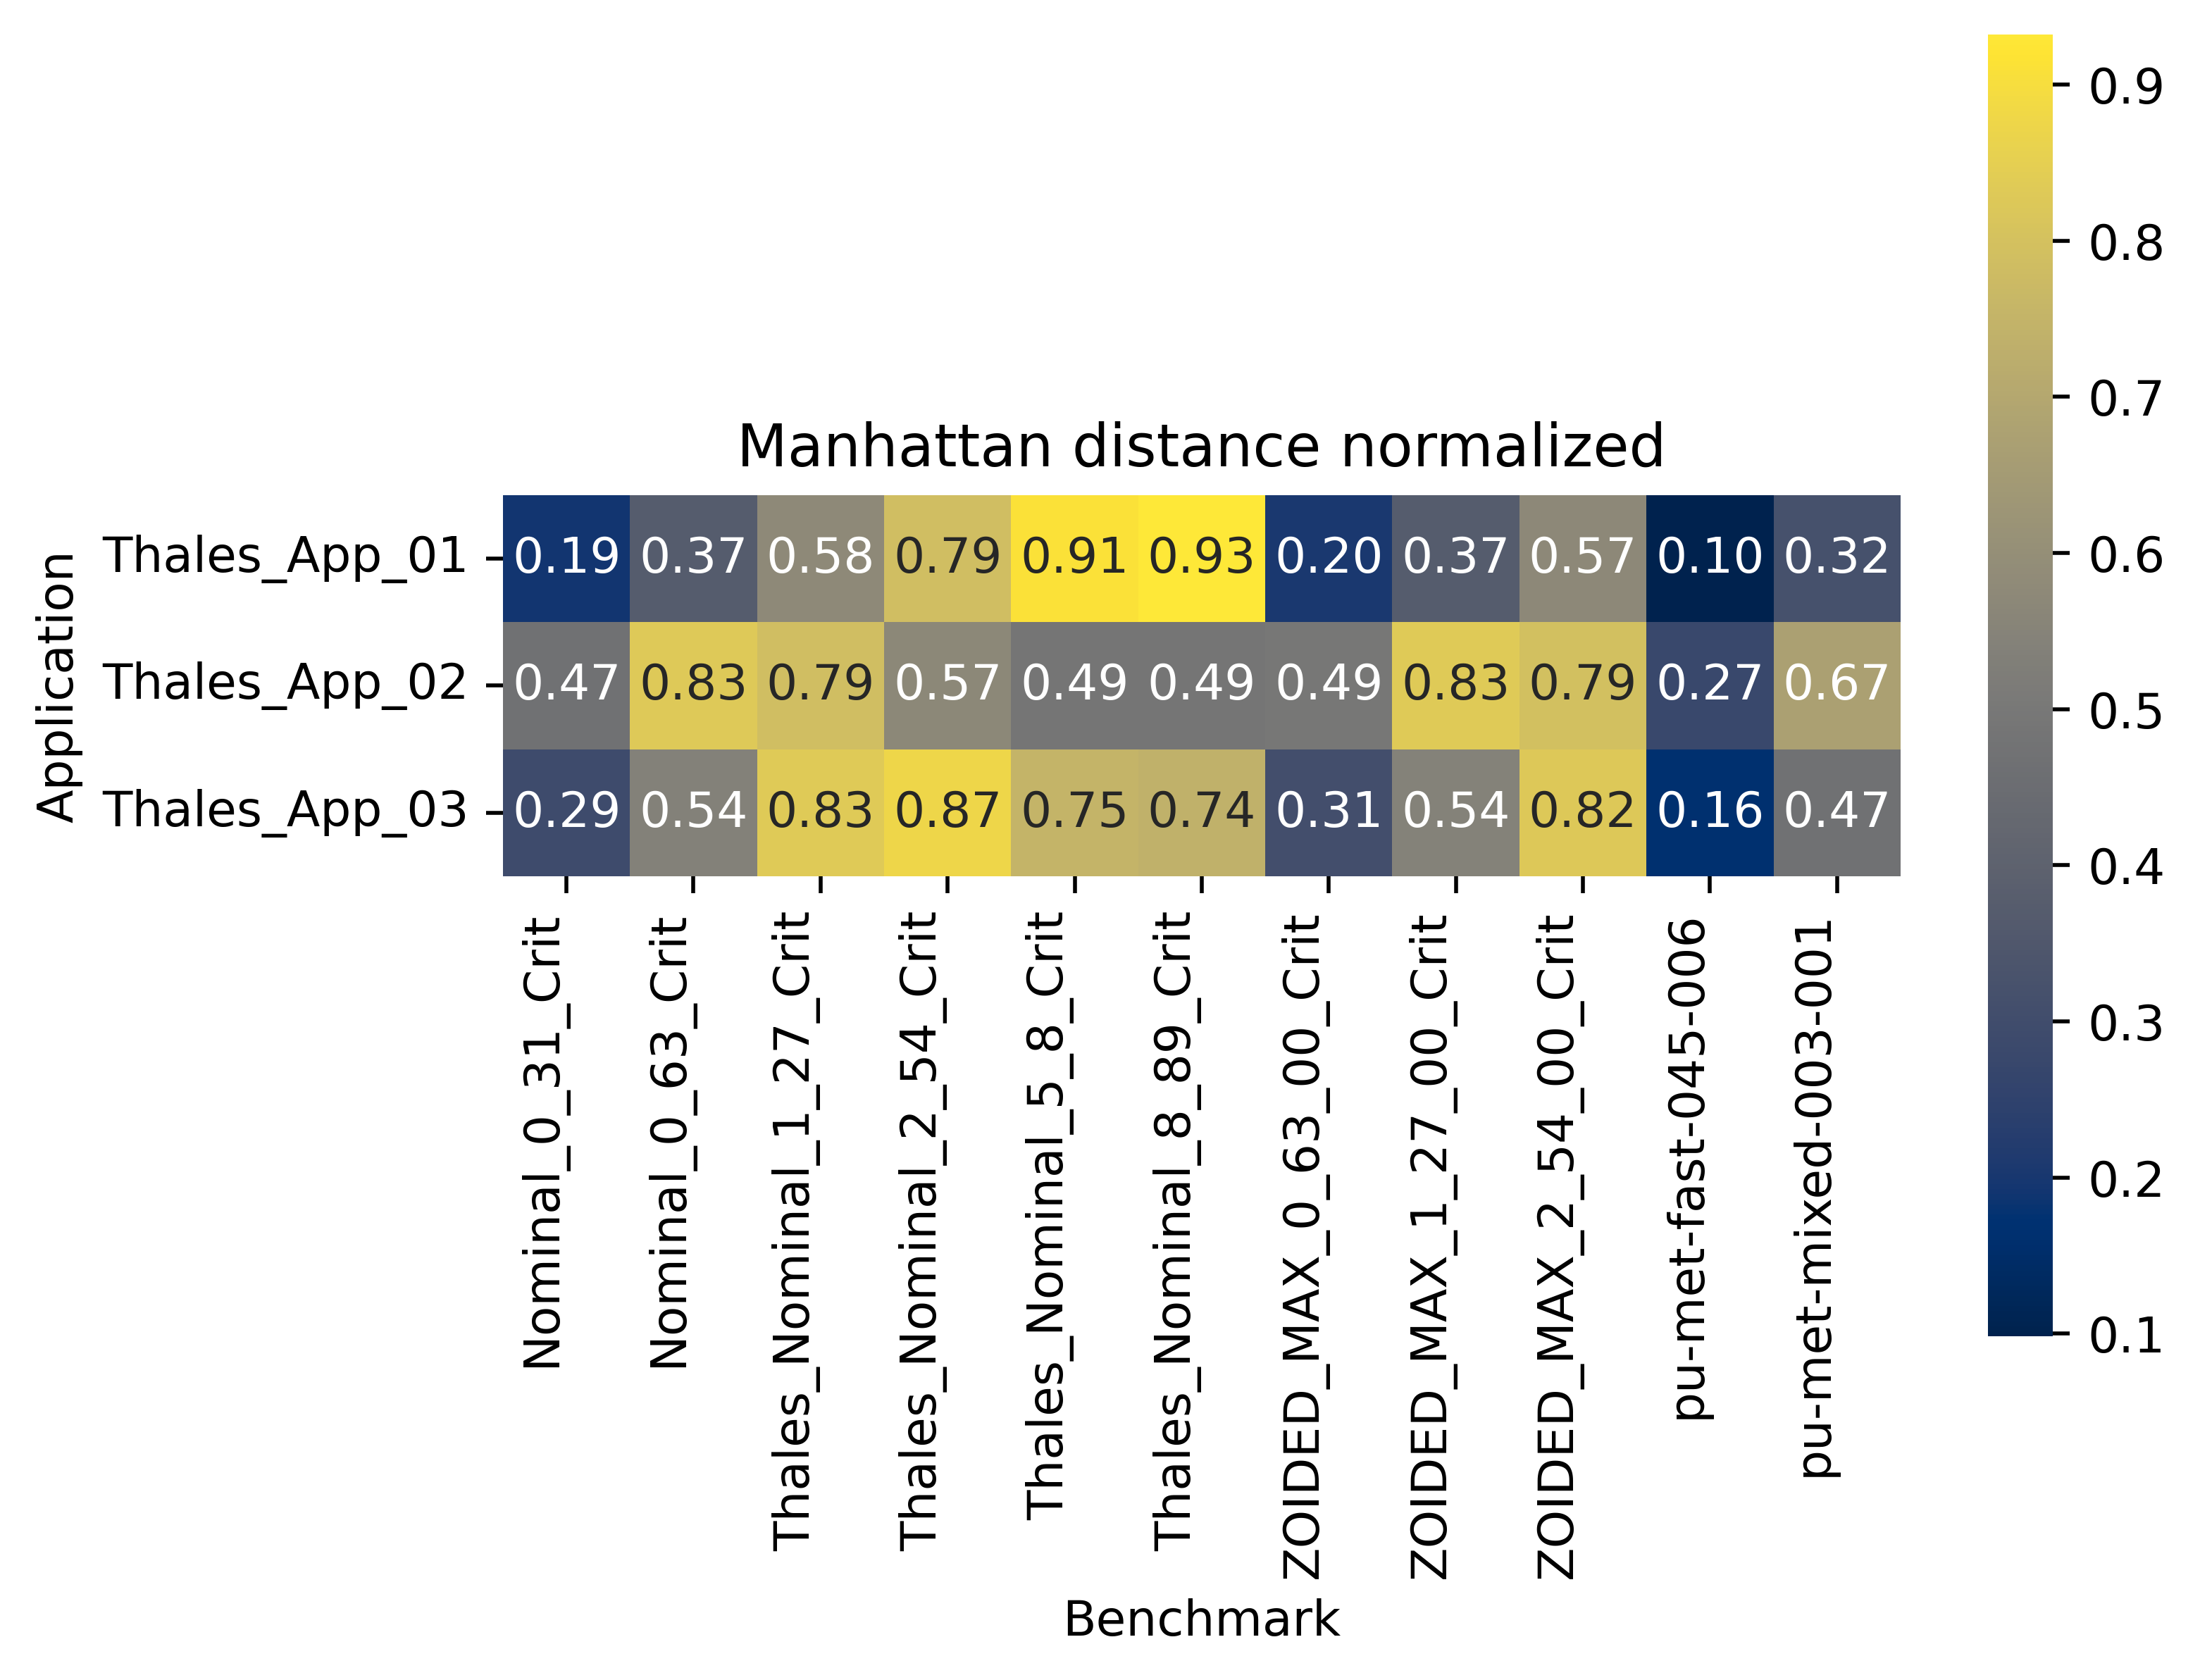 Manhattan distance normalized
Application
Thales_App_01
0.19 0.37 0.58 0.79 0.91 0.93 0.20 0.37 0.57 0.10 0.32
Thales_App_02
0.47 0.83 0.79 0.57 0.49 0.49 0.49 0.83 0.79 0.27 0.67
Thales_App_03
0.29 0.54 0.83 0.87 0.75 0.74 0.31 0.54 0.82 0.16 0.47
Nominal_0_31_Crit
Nominal_0_63_Crit
Thales_Nominal_1_27_Crit
Thales_Nominal_2_54_Crit
Thales_Nominal_5_8_Crit
Thales_Nominal_8_89_Crit
ZOIDED_MAX_0_63_00_Crit
ZOIDED_MAX_1_27_00_Crit
ZOIDED_MAX_2_54_00_Crit
pu-met-fast-045-006
pu-met-mixed-003-001
Benchmark
0.9
0.8
0.7
0.6
0.5
0.4
0.3
0.2
0.1